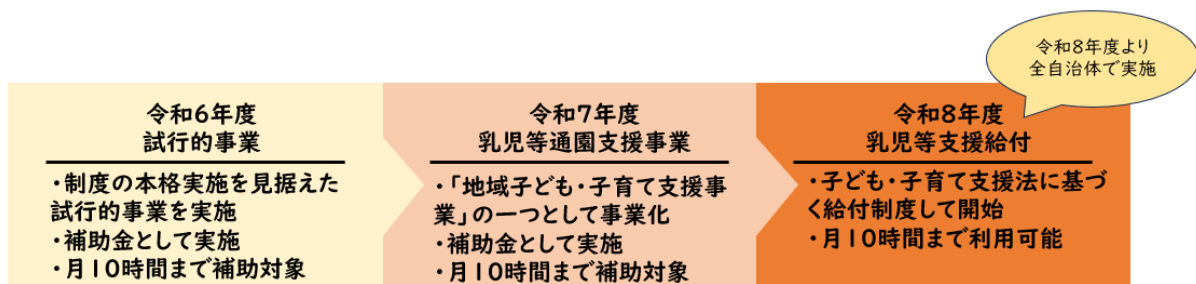 令和8年度より
全自治体で実施
令和6年度
試行的事業
・制度の本格実施を見据えた
試行的事業を実施
・補助金として実施
・月10時間まで補助対象
令和7年度
乳児等通園支援事業
・「地域子ども・子育て支援事
業」の一つとして事業化
・補助金として実施
・月10時間まで補助対象
令和8年度
乳児等支援給付
・子ども・子育て支援法に基づ
く給付制度して開始
・月10時間まで利用可能